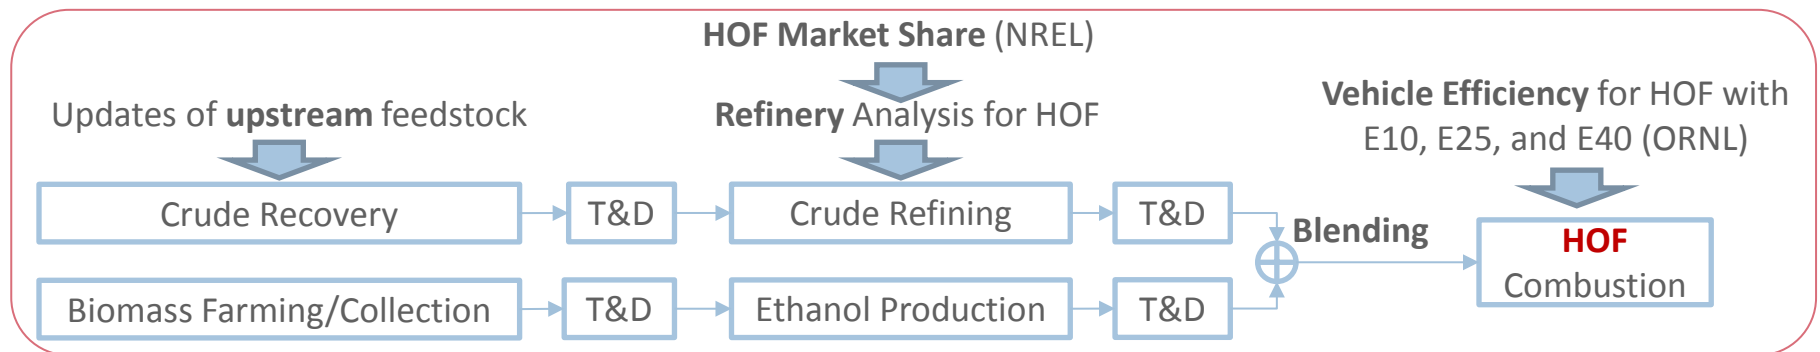 HOF Market Share (NREL)
Updates of upstream feedstock
Refinery Analysis for HOF
Vehicle Efficiency for HOF with
E10, E25, and E40 (ORNL)
Crude Recovery
T&D
Crude Refining
T&D
Blending
HOF
Combustion
Biomass Farming/Collection
T&D
Ethanol Production
T&D